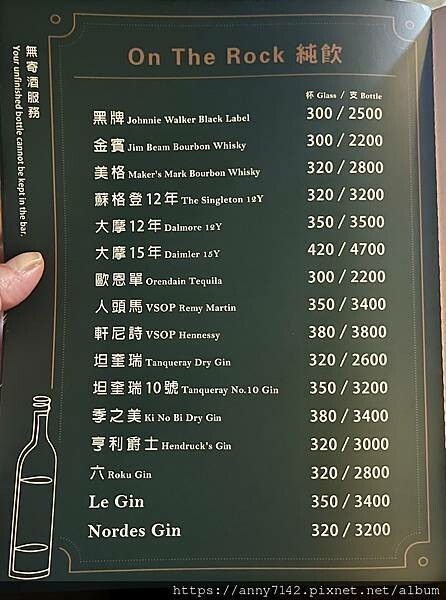 無寄酒服務
Your unfinished bottle cannot be kept in the bar.
On The Rock 純飲
杯 Glass / 支 Bottle
黑牌 Johnnie Walker Black Label 300 / 2500
金賓 Jim Beam Bourbon Whisky 300 / 2200
美格 Maker's Mark Bourbon Whisky 320 / 2800
蘇格登12年 The Singleton 12Y 320 / 3200
大摩12年 Dalmore 12Y 350 / 3500
大摩15年 Daimler 15Y 420 / 4700
歐恩單 Orendain Tequila 300 / 2200
人頭馬 VSOP Remy Martin 350 / 3400
軒尼詩 VSOP Hennessy 380 / 3800
坦奎瑞 Tanqueray Dry Gin 320 / 2600
坦奎瑞10號 Tanqueray No.10 Gin 350 / 3200
季之美 Ki No Bi Dry Gin 380 / 3400
亨利爵士 Hendruck's Gin 320 / 3000
六 Roku Gin 320 / 2800
Le Gin 350 / 3400
Nordes Gin 320 / 3200
https://anny7142.pixnet.net/album